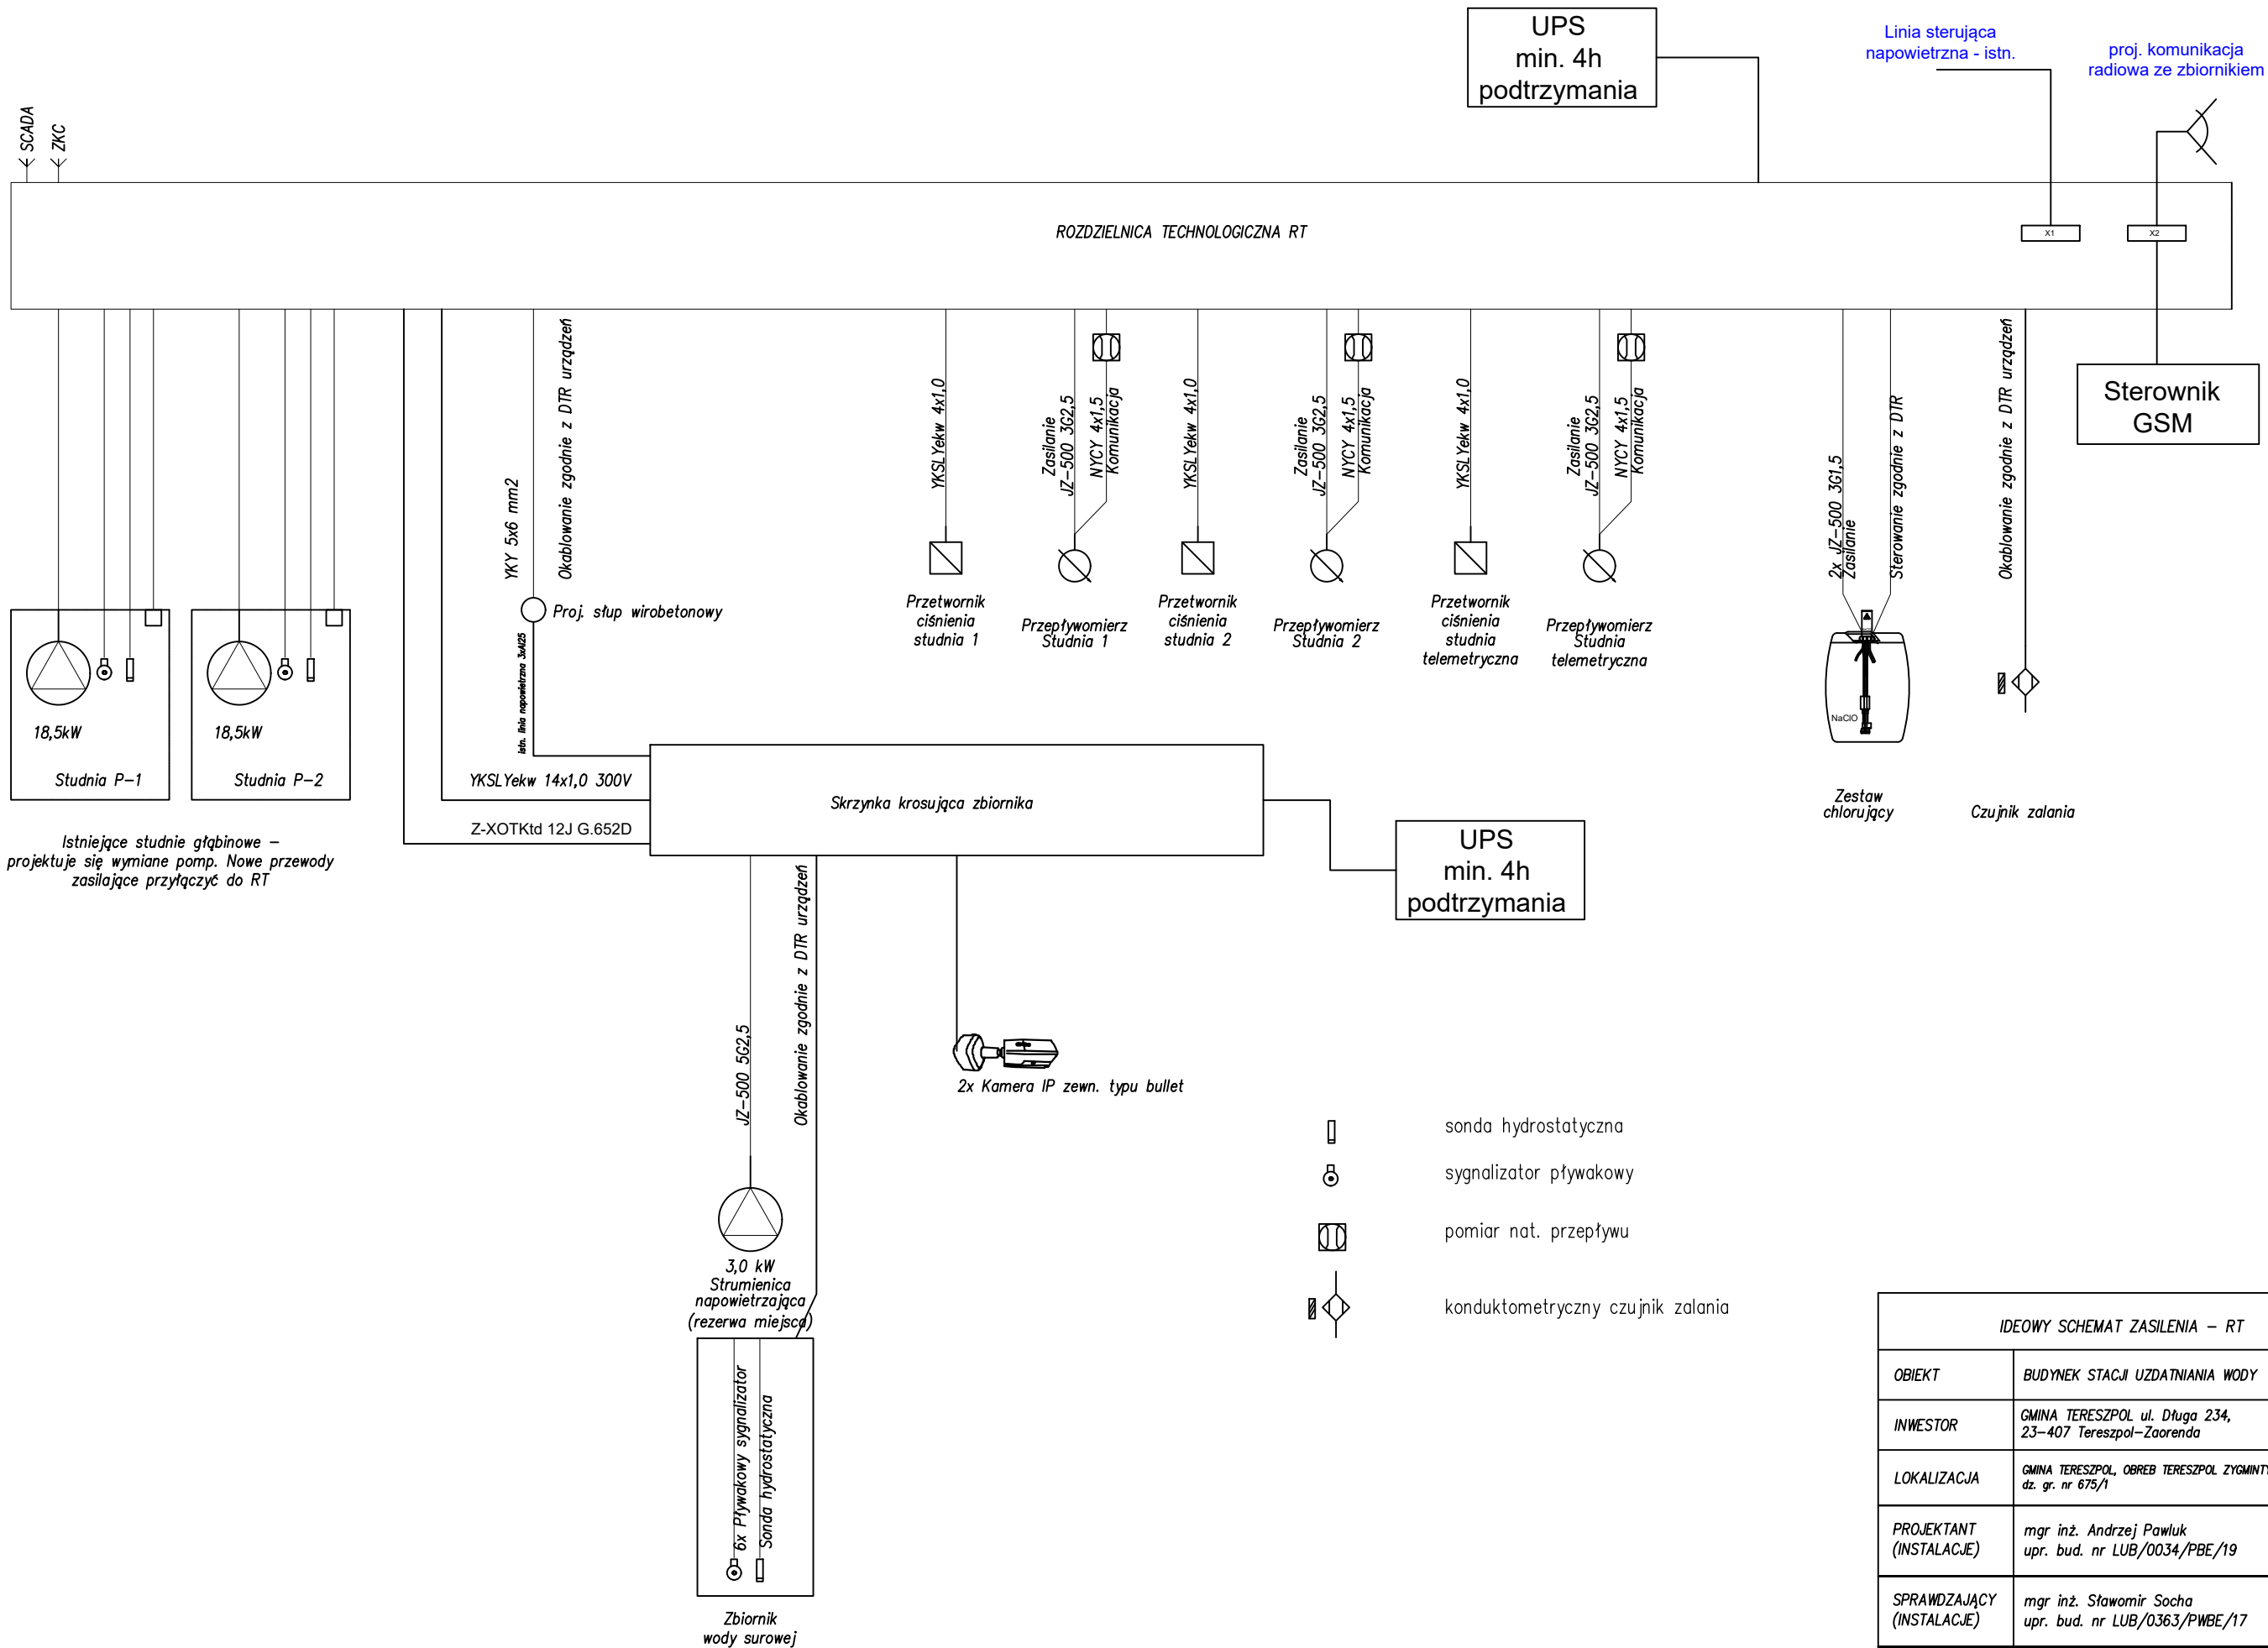 UPS
min. 4h
podtrzymania
Linia sterująca
napowietrzna - istn.
proj. komunikacja
radiowa ze zbiornikiem
SCADA
ZKC
ROZDZIELNICA TECHNOLOGICZNA RT
X1
X2
Sterownik
GSM
YKY 5x6 mm2
Okablowanie zgodnie z DTR urządzeń
YKSLYekw 4x1,0
Zasilanie
JZ-500 3G2,5
NYCY 4x1,5
Komunikacja
YKSLYekw 4x1,0
Zasilanie
JZ-500 3G2,5
NYCY 4x1,5
Komunikacja
YKSLYekw 4x1,0
Zasilanie
JZ-500 3G2,5
NYCY 4x1,5
Komunikacja
2x JZ-500 3G1,5
Zasilanie
Sterowanie zgodnie z DTR
Okablowanie zgodnie z DTR urządzeń
Proj. słup wirobetonowy
istn. linia napowietrzna 3xAl25
Przetwornik
ciśnienia
studnia 1
Przepływomierz
Studnia 1
Przetwornik
ciśnienia
studnia 2
Przepływomierz
Studnia 2
Przetwornik
ciśnienia
studnia
telemetryczna
Przepływomierz
Studnia
telemetryczna
NaClO
Zestaw
chlorujący
Czujnik zalania
18,5kW
Studnia P-1
18,5kW
Studnia P-2
Istniejące studnie głąbinowe –
projektuje się wymiane pomp. Nowe przewody
zasilające przyłączyć do RT
YKSLYekw 14x1,0 300V
Z-XOTKtd 12J G.652D
Skrzynka krosująca zbiornika
UPS
min. 4h
podtrzymania
JZ-500 5G2,5
Okablowanie zgodnie z DTR urządzeń
2x Kamera IP zewn. typu bullet
3,0 kW
Strumienica
napowietrzająca
(rezerwa miejsca)
6x Pływakowy sygnalizator
Sonda hydrostatyczna
Zbiornik
wody surowej
sonda hydrostatyczna
sygnalizator pływakowy
pomiar nat. przepływu
konduktometryczny czujnik zalania
IDEOWY SCHEMAT ZASILENIA – RT
OBIEKT
BUDYNEK STACJI UZDATNIANIA WODY
INWESTOR
GMINA TERESZPOL ul. Długa 234,
23-407 Tereszpol-Zaorenda
LOKALIZACJA
GMINA TERESZPOL, OBREB TERESZPOL ZYGMINTY
dz. gr. nr 675/1
PROJEKTANT
(INSTALACJE)
mgr inż. Andrzej Pawluk
upr. bud. nr LUB/0034/PBE/19
SPRAWDZAJĄCY
(INSTALACJE)
mgr inż. Sławomir Socha
upr. bud. nr LUB/0363/PWBE/17